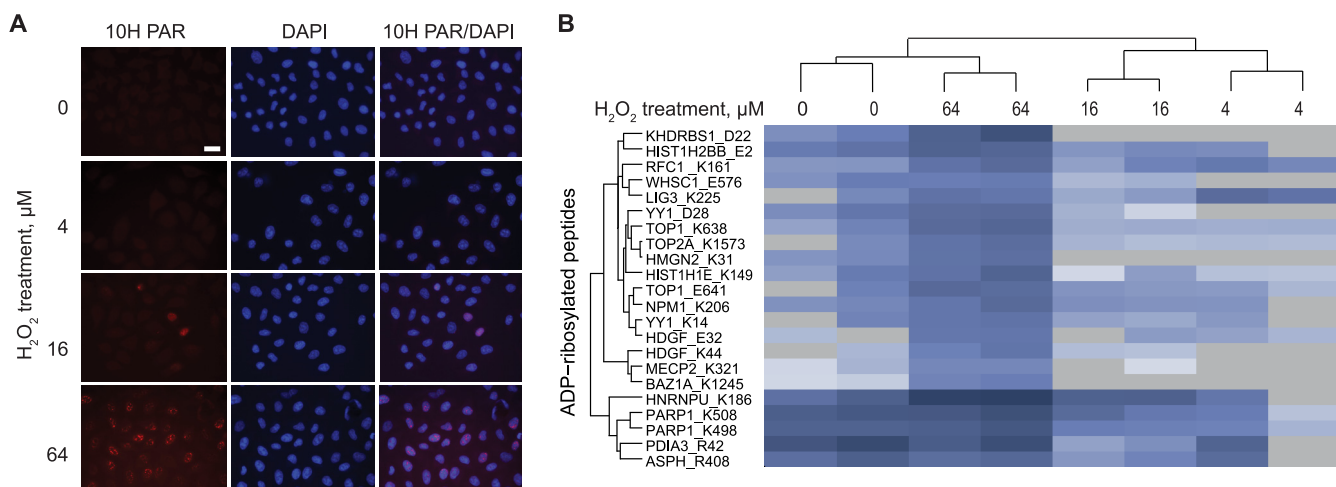 A
10H PAR DAPI 10H PAR/DAPI
H₂O₂ treatment, µM
0
4
16
64
B
H₂O₂ treatment, µM 0 0 64 64 16 16 4 4
ADP–ribosylated peptides
KHDRBS1_D22
HIST1H2BB_E2
RFC1_K161
WHSC1_E576
LIG3_K225
YY1_D28
TOP1_K638
TOP2A_K1573
HMGN2_K31
HIST1H1E_K149
TOP1_E641
NPM1_K206
YY1_K14
HDGF_E32
HDGF_K44
MECP2_K321
BAZ1A_K1245
HNRNPU_K186
PARP1_K508
PARP1_K498
PDIA3_R42
ASPH_R408